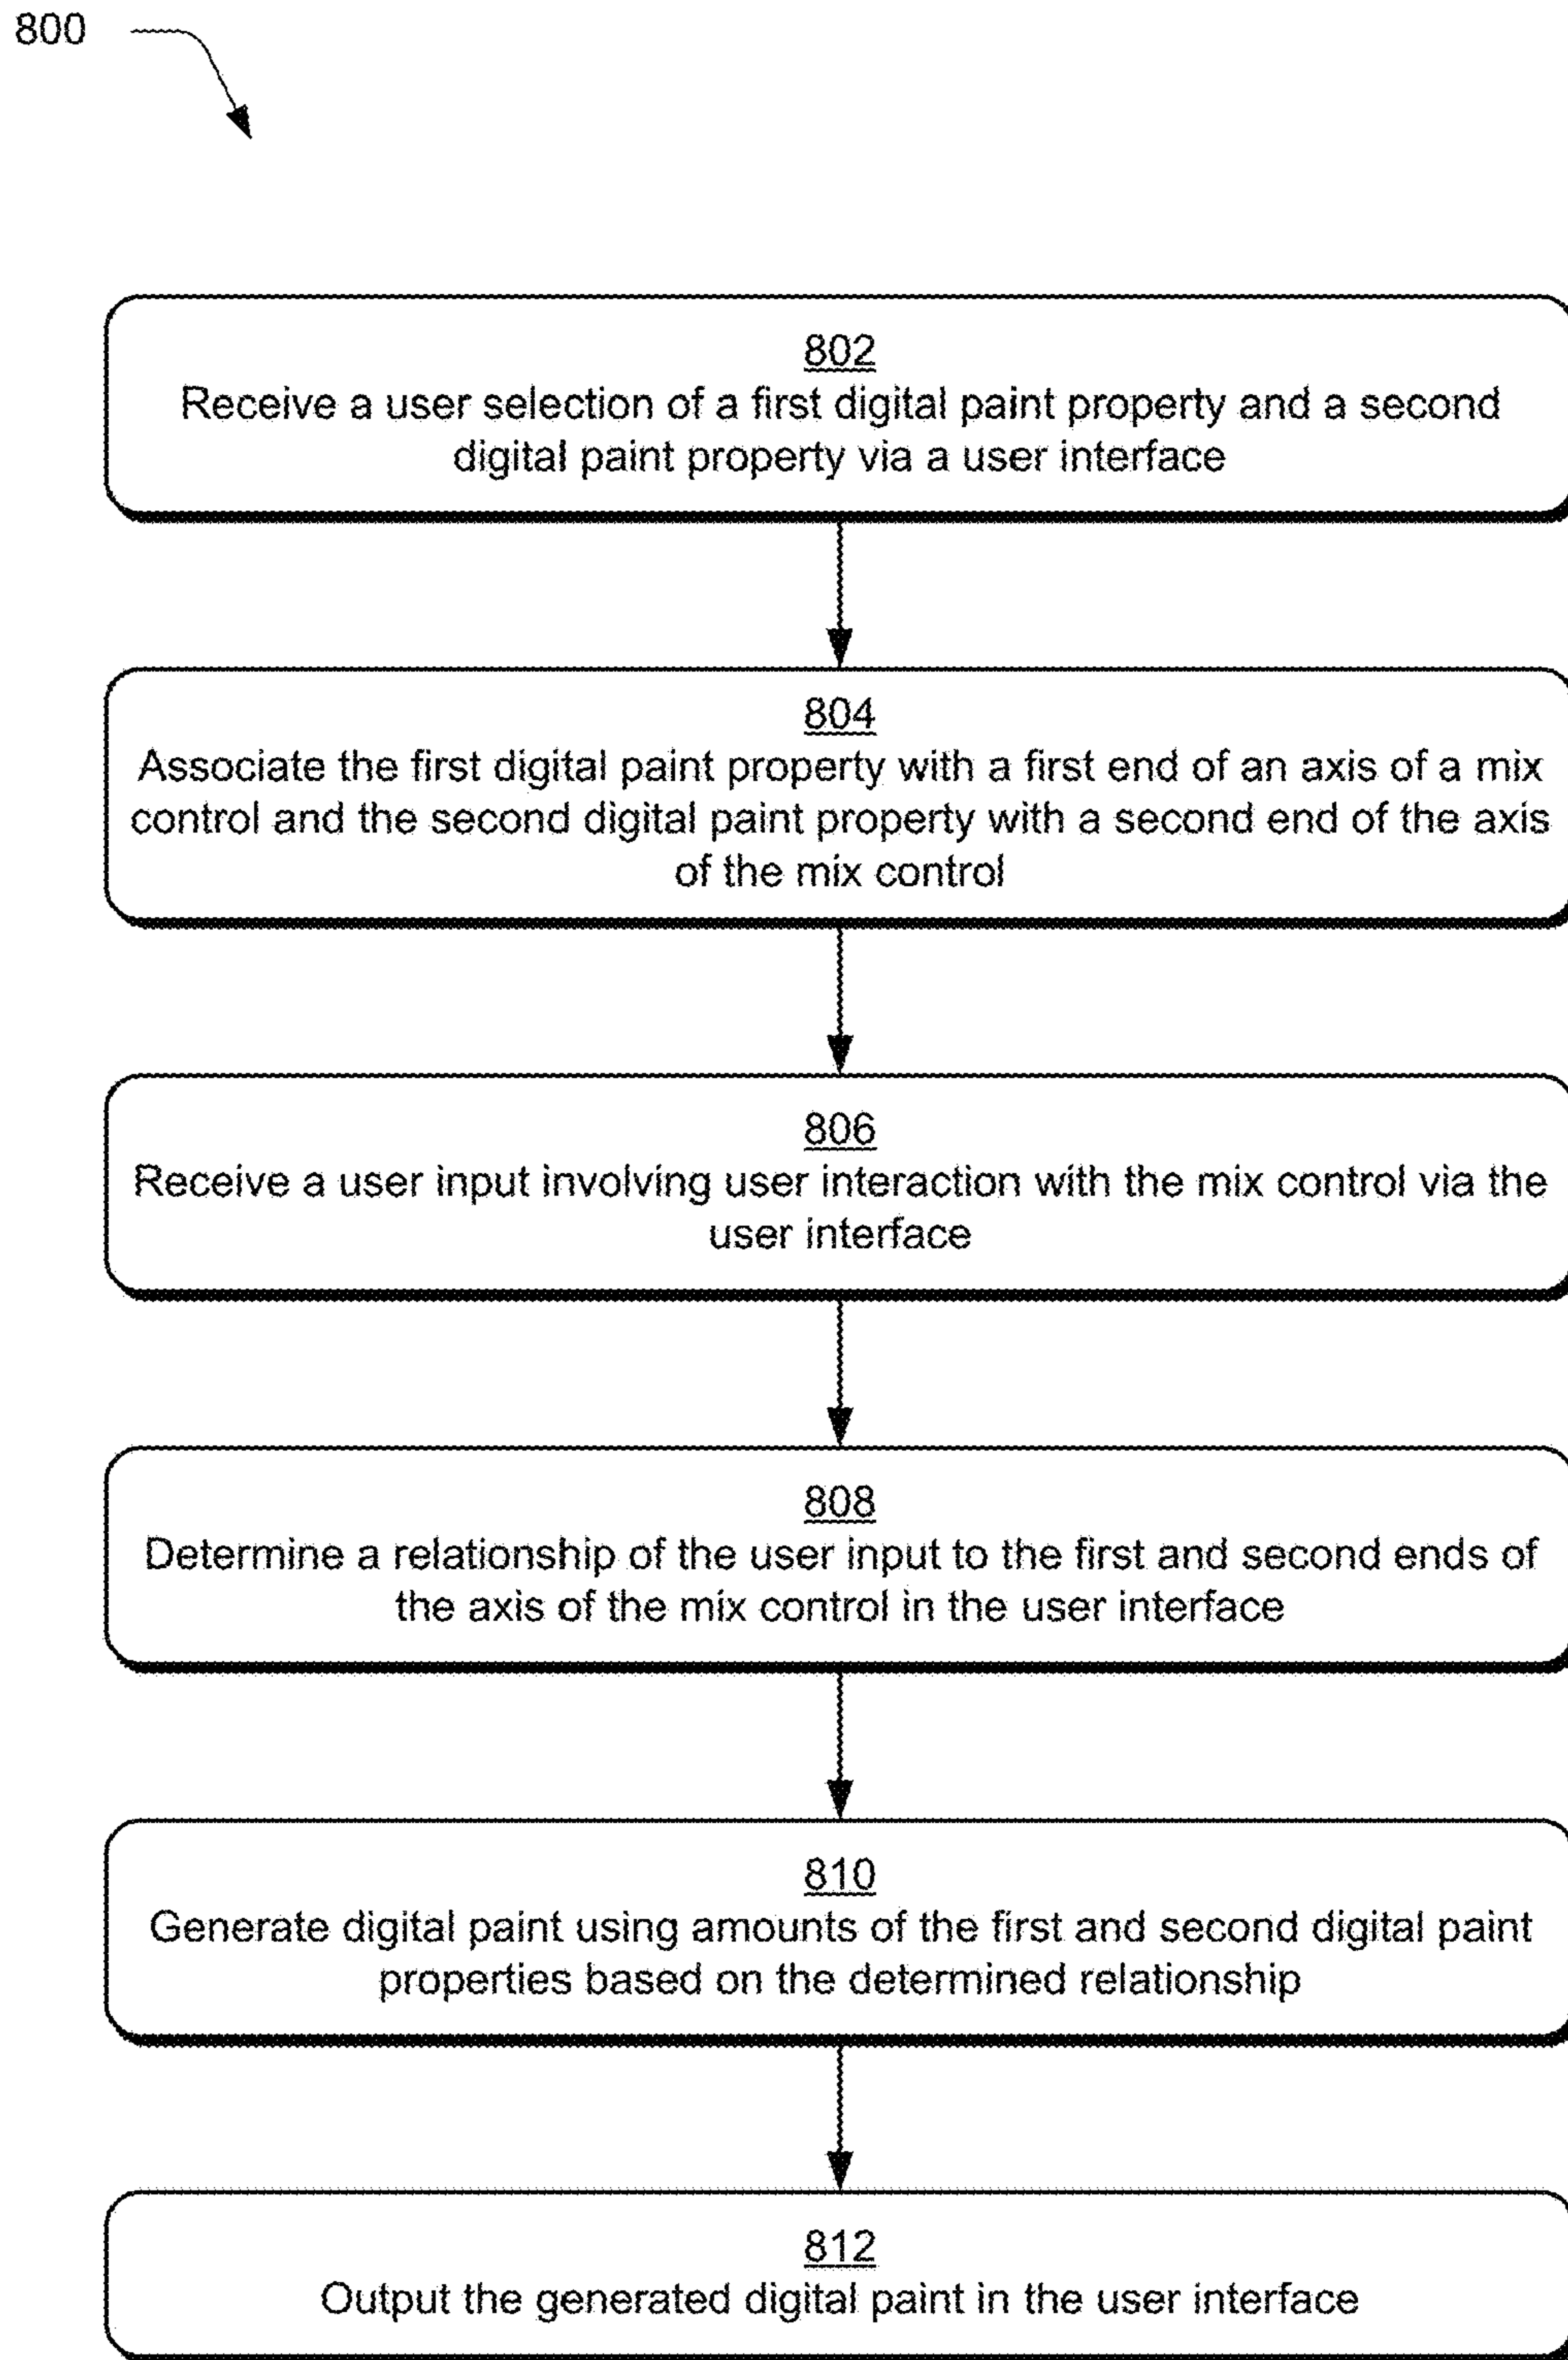 800
802
Receive a user selection of a first digital paint property and a second
digital paint property via a user interface
804
Associate the first digital paint property with a first end of an axis of a mix
control and the second digital paint property with a second end of the axis
of the mix control
806
Receive a user input involving user interaction with the mix control via the
user interface
808
Determine a relationship of the user input to the first and second ends of
the axis of the mix control in the user interface
810
Generate digital paint using amounts of the first and second digital paint
properties based on the determined relationship
812
Output the generated digital paint in the user interface